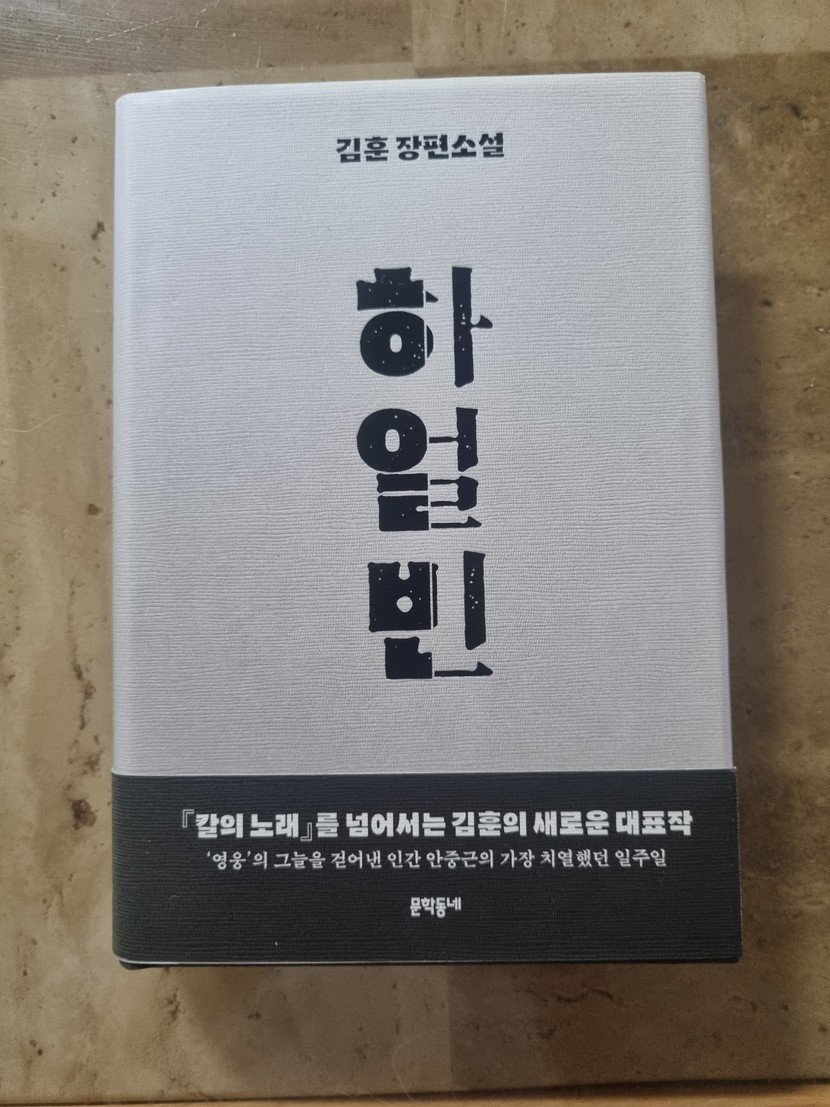 김훈 장편소설
하얼빈
『칼의 노래』를 넘어서는 김훈의 새로운 대표작
‘영웅’의 그늘을 걷어낸 인간 안중근의 가장 치열했던 일주일
문학동네